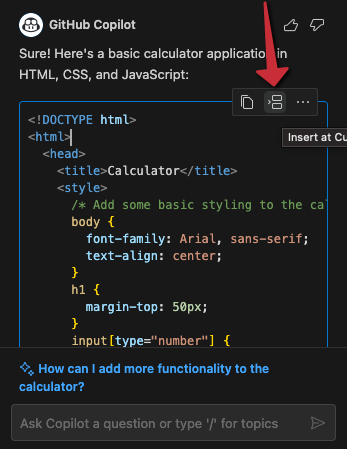 GitHub Copilot
Sure! Here's a basic calculator application in
HTML, CSS, and JavaScript:
Insert at Cu
<!DOCTYPE html>
<html>
<head>
<title>Calculator</title>
<style>
/* Add some basic styling to the cal
body {
font-family: Arial, sans-serif;
text-align: center;
}
h1 {
margin-top: 50px;
}
input[type="number"] {
How can I add more functionality to the
calculator?
Ask Copilot a question or type '/' for topics